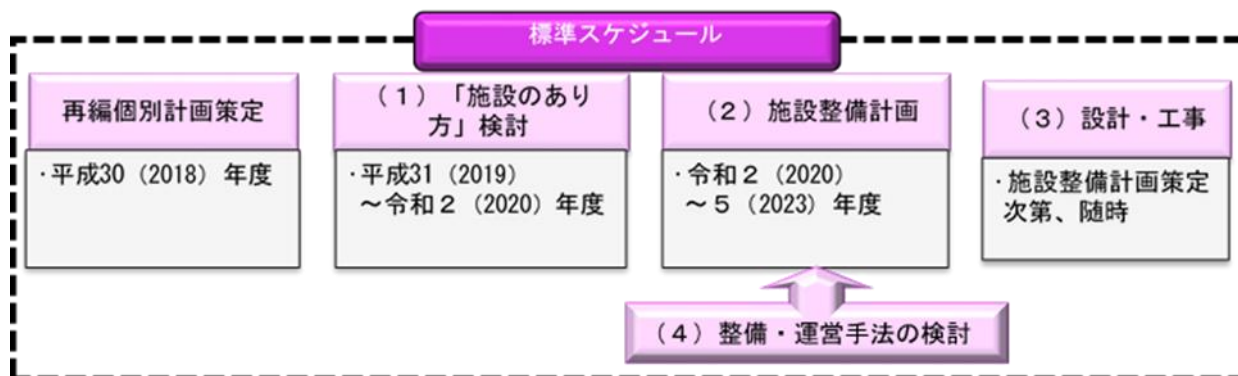 標準スケジュール
再編個別計画策定
・平成30（2018）年度
（１）「施設のあり
方」検討
・平成31（2019）
～令和２（2020）年度
（２）施設整備計画
・令和２（2020）
～５（2023）年度
（３）設計・工事
・施設整備計画策定
次第、随時
（４）整備・運営手法の検討